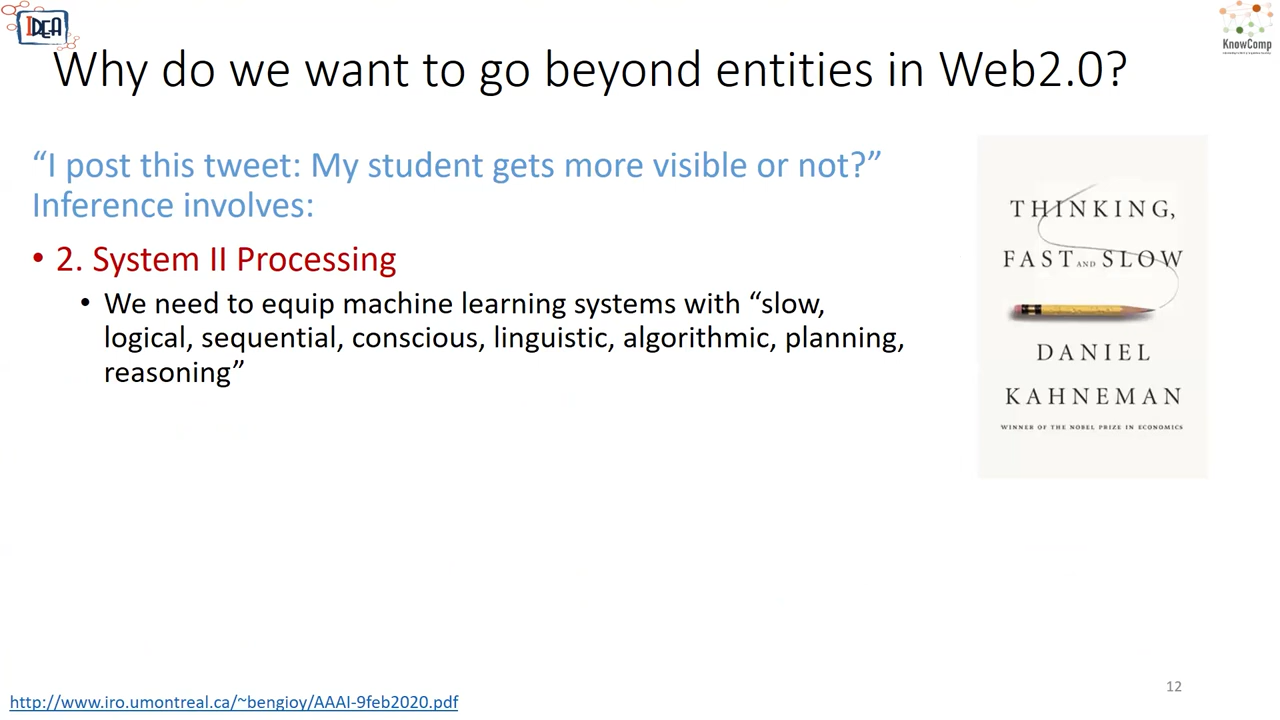 IDEA
KnowComp
Why do we want to go beyond entities in Web2.0?
“I post this tweet: My student gets more visible or not?”
Inference involves:
• 2. System II Processing
• We need to equip machine learning systems with “slow,
logical, sequential, conscious, linguistic, algorithmic, planning,
reasoning”
THINKING,
FAST AND SLOW
DANIEL
KAHNEMAN
WINNER OF THE NOBEL PRIZE IN ECONOMICS
http://www.iro.umontreal.ca/~bengioy/AAAI-9feb2020.pdf
12